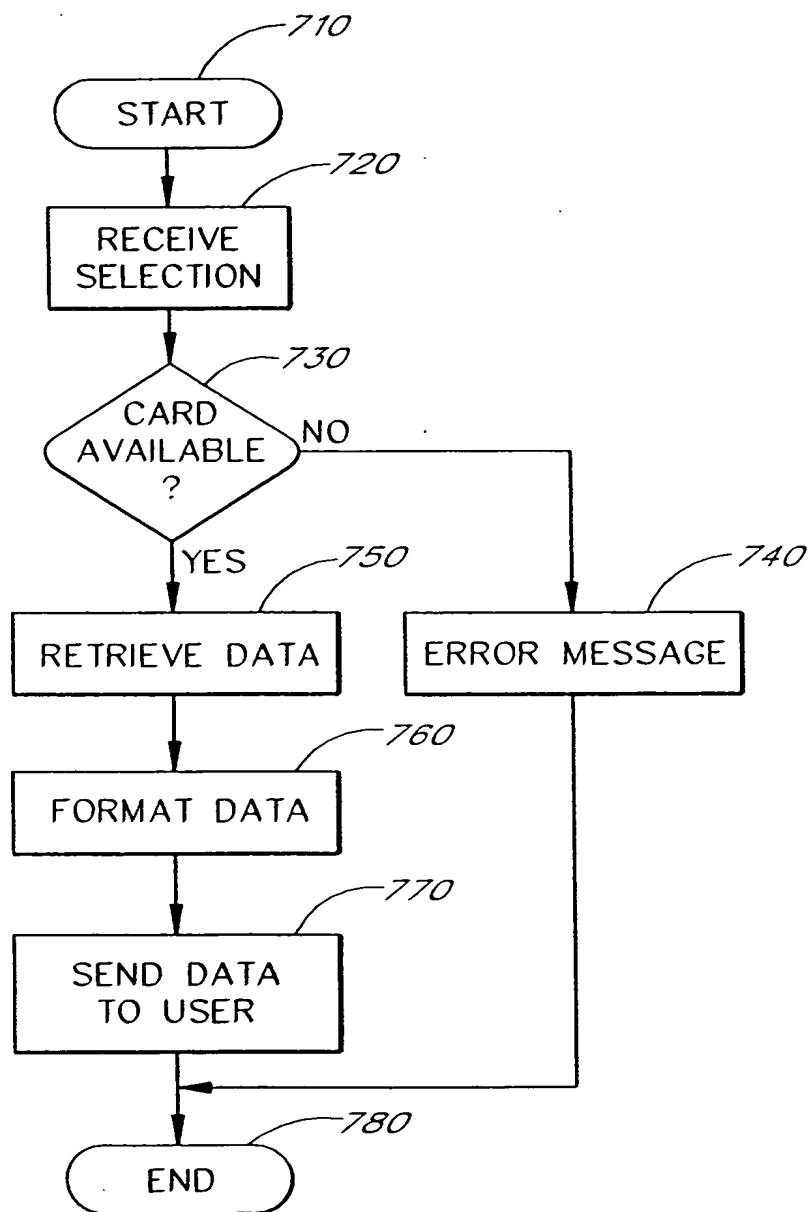 710
START
720
RECEIVE
SELECTION
730
CARD
AVAILABLE
?
NO
YES
750
740
RETRIEVE DATA
ERROR MESSAGE
760
FORMAT DATA
770
SEND DATA
TO USER
780
END